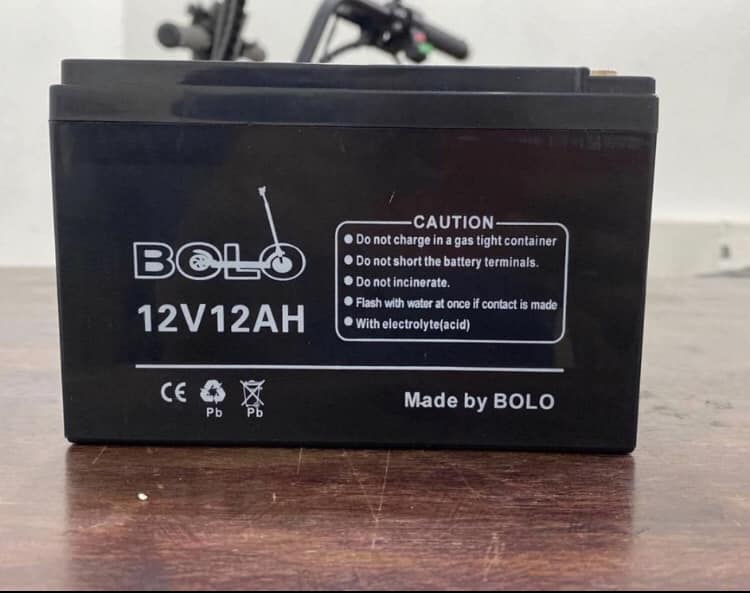 BOLO
12V12AH
CAUTION
Do not charge in a gas tight container
Do not short the battery terminals.
Do not incinerate.
Flash with water at once if contact is made
With electrolyte(acid)
CE
Pb
Pb
Made by BOLO